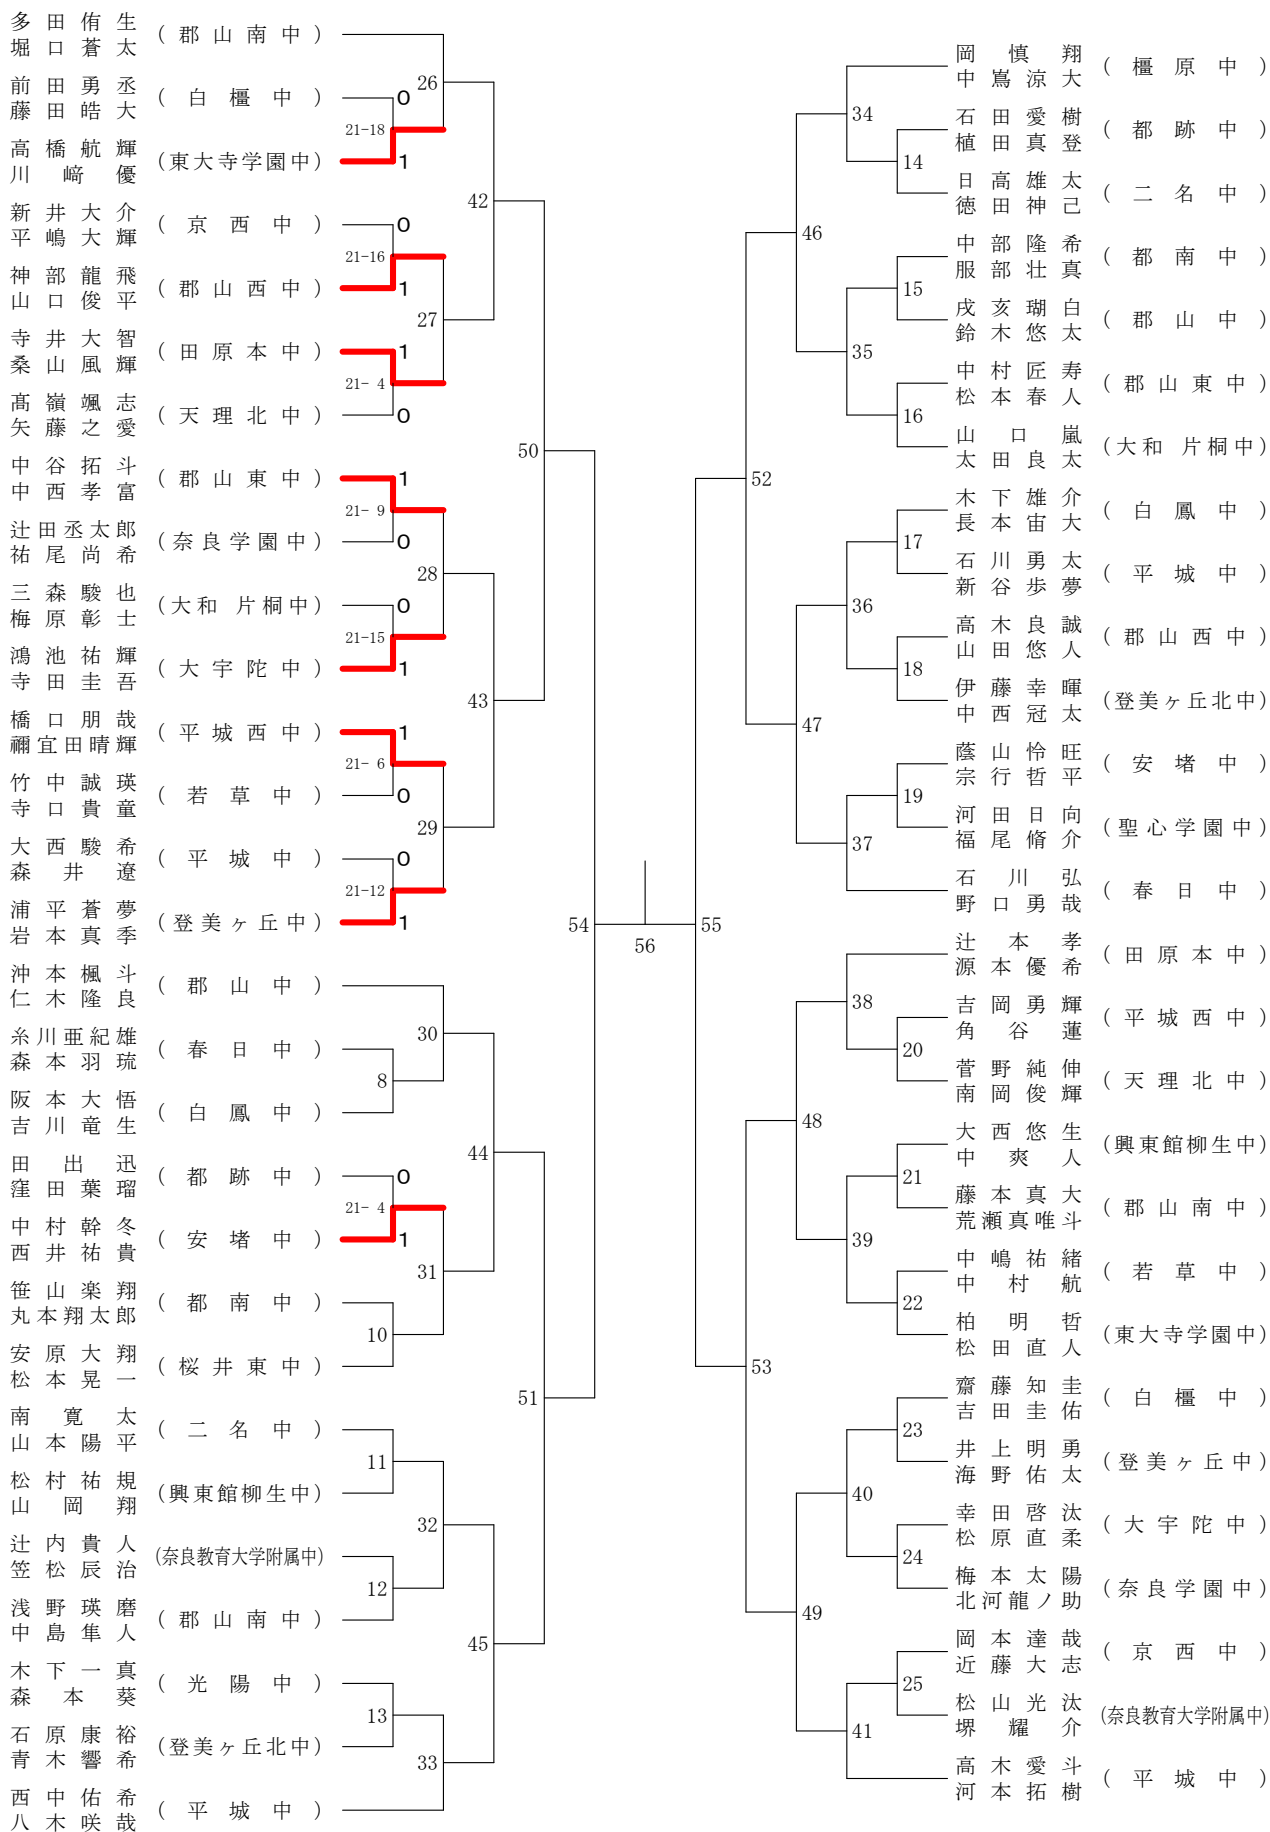 多田侑生
堀口蒼太
(郡山南中)
26
前田勇丞
藤田皓大
(白橿中)
0
21-18
高橋航輝
川﨑優
(東大寺学園中)
1
42
新井大介
平嶋大輝
(京西中)
0
21-16
神部龍飛
山口俊平
(郡山西中)
1
27
寺井大智
桑山風輝
(田原本中)
1
21- 4
髙嶺颯志
矢藤之愛
(天理北中)
0
50
中谷拓斗
中西孝富
(郡山東中)
1
21- 9
辻田丞太郎
祐尾尚希
(奈良学園中)
0
28
三森駿也
梅原彰士
(大和 片桐中)
0
21-15
鴻池祐輝
寺田圭吾
(大宇陀中)
1
43
橋口朋哉
禰宜田晴輝
(平城西中)
1
21- 6
竹中誠瑛
寺口貴童
(若草中)
0
29
大西駿希
森井遼
(平城中)
0
21-12
浦平蒼夢
岩本真季
(登美ヶ丘中)
1
54
沖本楓斗
仁木隆良
(郡山中)
30
糸川亜紀雄
森本羽琉
(春日中)
8
阪本大悟
吉川竜生
(白鳳中)
44
田出迅
窪田葉瑠
(都跡中)
0
21- 4
中村幹冬
西井祐貴
(安堵中)
1
31
笹山楽翔
丸本翔太郎
(都南中)
10
安原大翔
松本晃一
(桜井東中)
51
南寛太
山本陽平
(二名中)
11
松村祐規
山岡翔
(興東館柳生中)
32
辻内貴人
笠松辰治
(奈良教育大学附属中)
12
浅野瑛磨
中島隼人
(郡山南中)
45
木下一真
森本葵
(光陽中)
13
石原康裕
青木響希
(登美ヶ丘北中)
33
西中佑希
八木咲哉
(平城中)
56
岡慎翔
中嶌涼大
(橿原中)
34
石田愛樹
植田真登
(都跡中)
14
日高雄太
徳田神己
(二名中)
46
中部隆希
服部壮真
(都南中)
15
戌亥瑚白
鈴木悠太
(郡山中)
35
中村匠寿
松本春人
(郡山東中)
16
山口嵐
太田良太
(大和 片桐中)
52
木下雄介
長本宙大
(白鳳中)
17
石川勇太
新谷歩夢
(平城中)
36
高木良誠
山田悠人
(郡山西中)
18
伊藤幸暉
中西冠太
(登美ヶ丘北中)
47
蔭山怜旺
宗行哲平
(安堵中)
19
河田日向
福尾脩介
(聖心学園中)
37
石川弘
野口勇哉
(春日中)
55
辻本孝
源本優希
(田原本中)
38
吉岡勇輝
角谷蓮
(平城西中)
20
菅野純伸
南岡俊輝
(天理北中)
48
大西悠生
中爽人
(興東館柳生中)
21
藤本真大
荒瀬真唯斗
(郡山南中)
39
中嶋祐緒
中村航
(若草中)
22
柏明哲
松田直人
(東大寺学園中)
53
齋藤知圭
吉田圭佑
(白橿中)
23
井上明勇
海野佑太
(登美ヶ丘中)
40
幸田啓汰
松原直柔
(大宇陀中)
24
梅本太陽
北河龍ノ助
(奈良学園中)
49
岡本達哉
近藤大志
(京西中)
25
松山光汰
堺耀介
(奈良教育大学附属中)
41
高木愛斗
河本拓樹
(平城中)